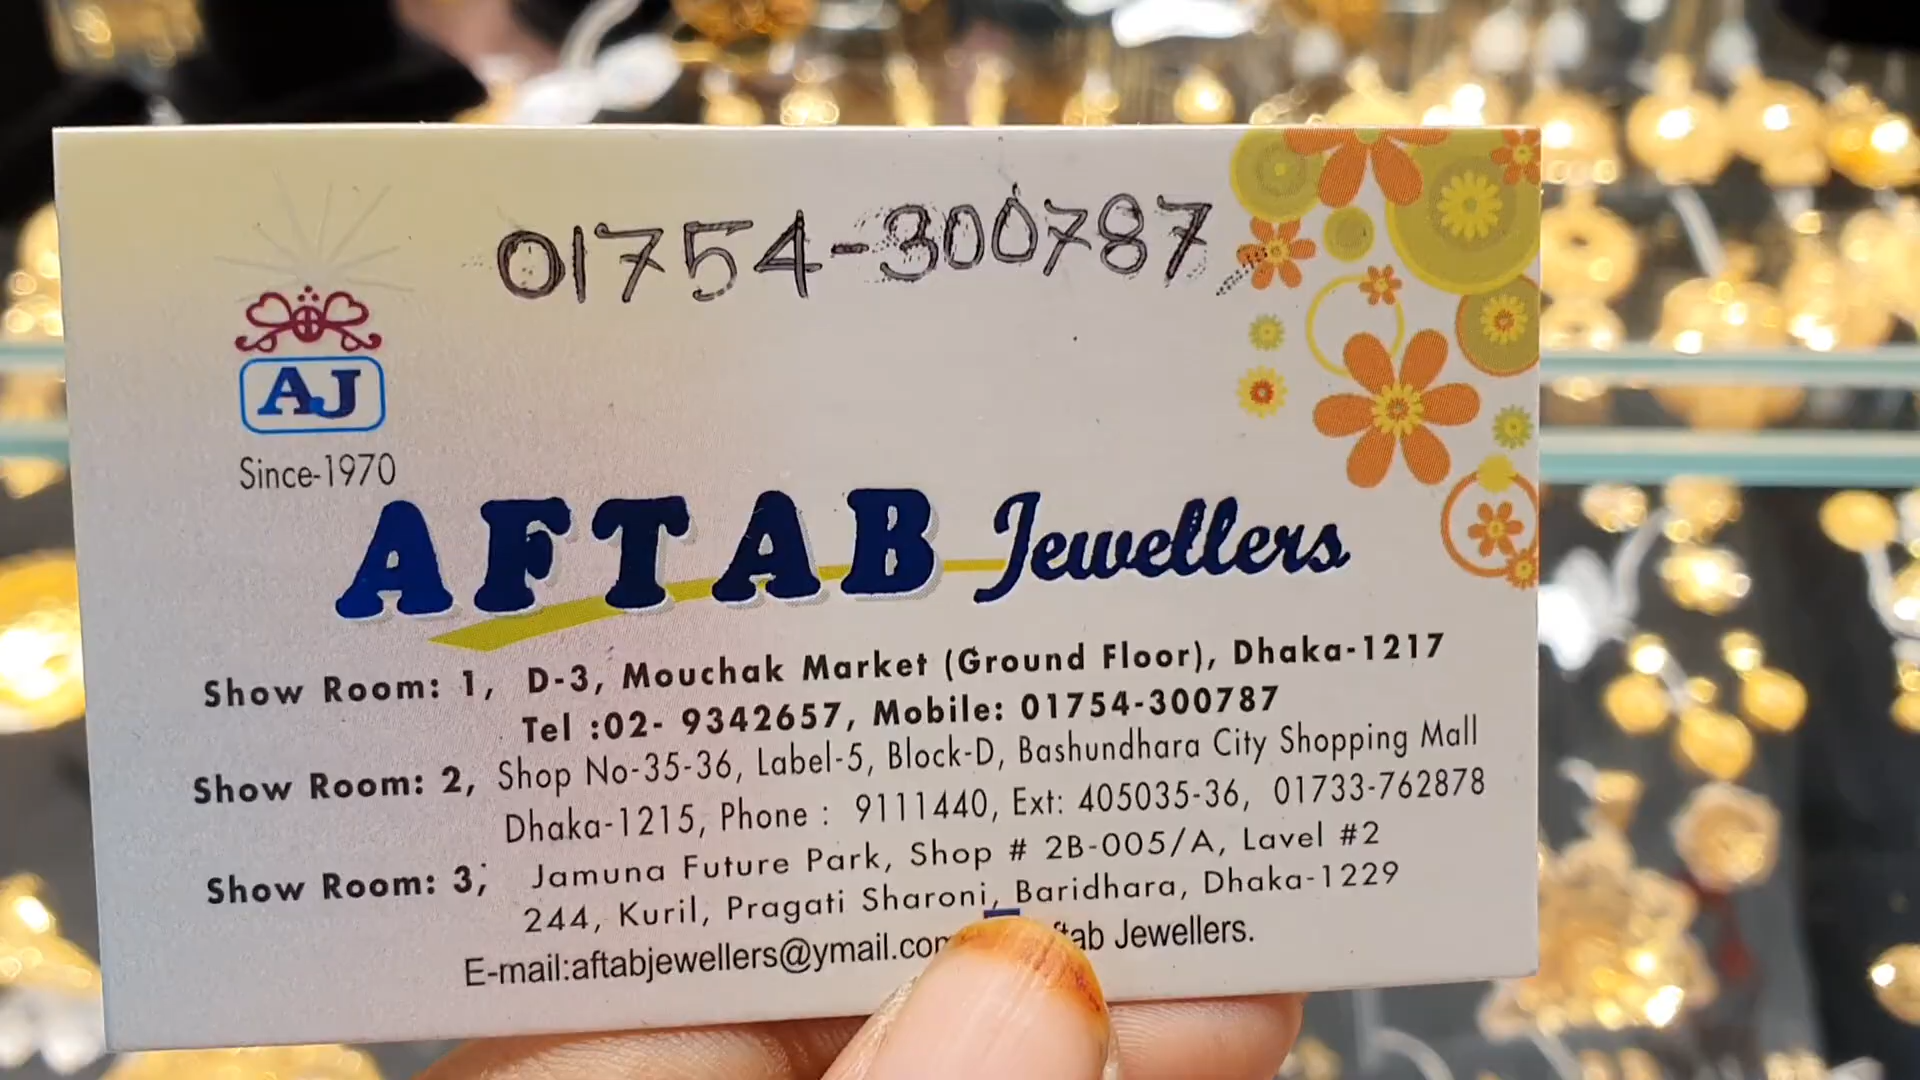 01754-300787
AJ
Since-1970
AFTAB Jewellers
Show Room: 1, D-3, Mouchak Market (Ground Floor), Dhaka-1217
Tel :02- 9342657, Mobile: 01754-300787
Show Room: 2, Shop No-35-36, Label-5, Block-D, Bashundhara City Shopping Mall
Dhaka-1215, Phone : 9111440, Ext: 405035-36, 01733-762878
Show Room: 3, Jamuna Future Park, Shop # 2B-005/A, Lavel #2
244, Kuril, Pragati Sharoni, Baridhara, Dhaka-1229
E-mail:aftabjewellers@ymail.co Jewellers.